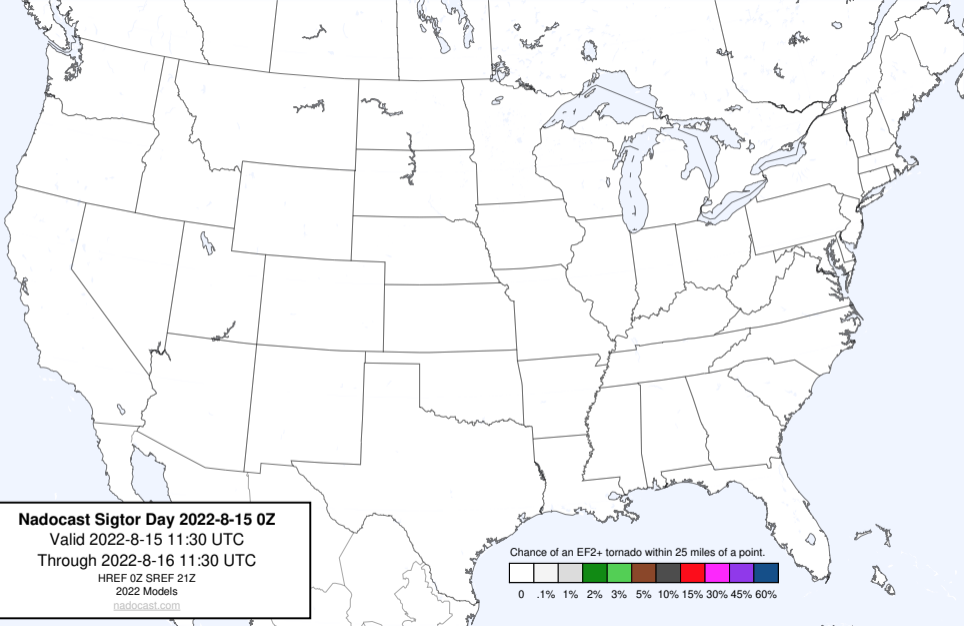 Nadocast Sigtor Day 2022-8-15 0Z
Valid 2022-8-15 11:30 UTC
Through 2022-8-16 11:30 UTC
HREF 0Z SREF 21Z
2022 Models
nadocast.com
Chance of an EF2+ tornado within 25 miles of a point.
0 .1% 1% 2% 3% 5% 10% 15% 30% 45% 60%